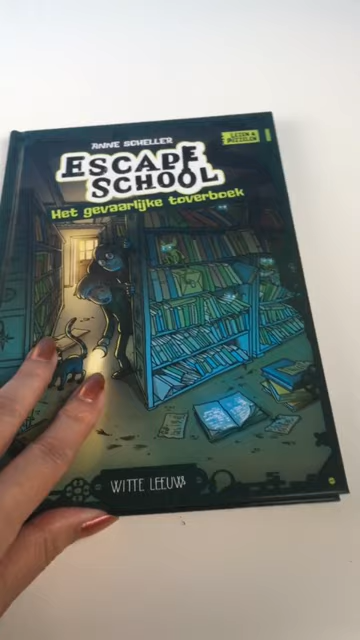 ANNE SCHELLER
LEZEN &
PUZZELEN
ESCAPE
SCHOOL
Het gevaarlijke toverboek
WITTE LEEUW